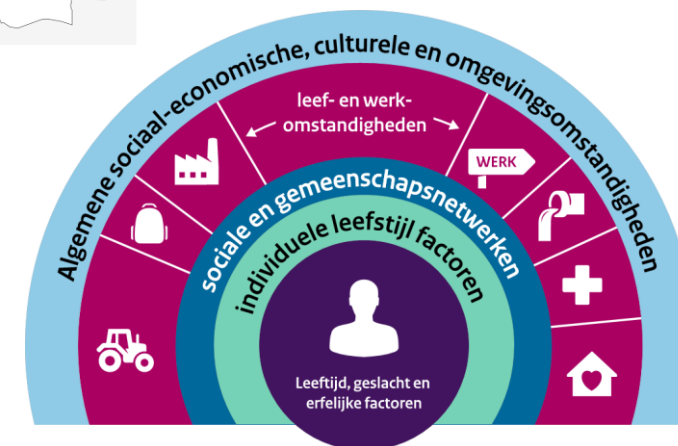 Algemene sociaal-economische, culturele en omgevingsomstandigheden
leef- en werk-
omstandigheden
WERK
sociale en gemeenschapsnetwerken
individuele leefstijl factoren
Leeftijd, geslacht en
erfelijke factoren